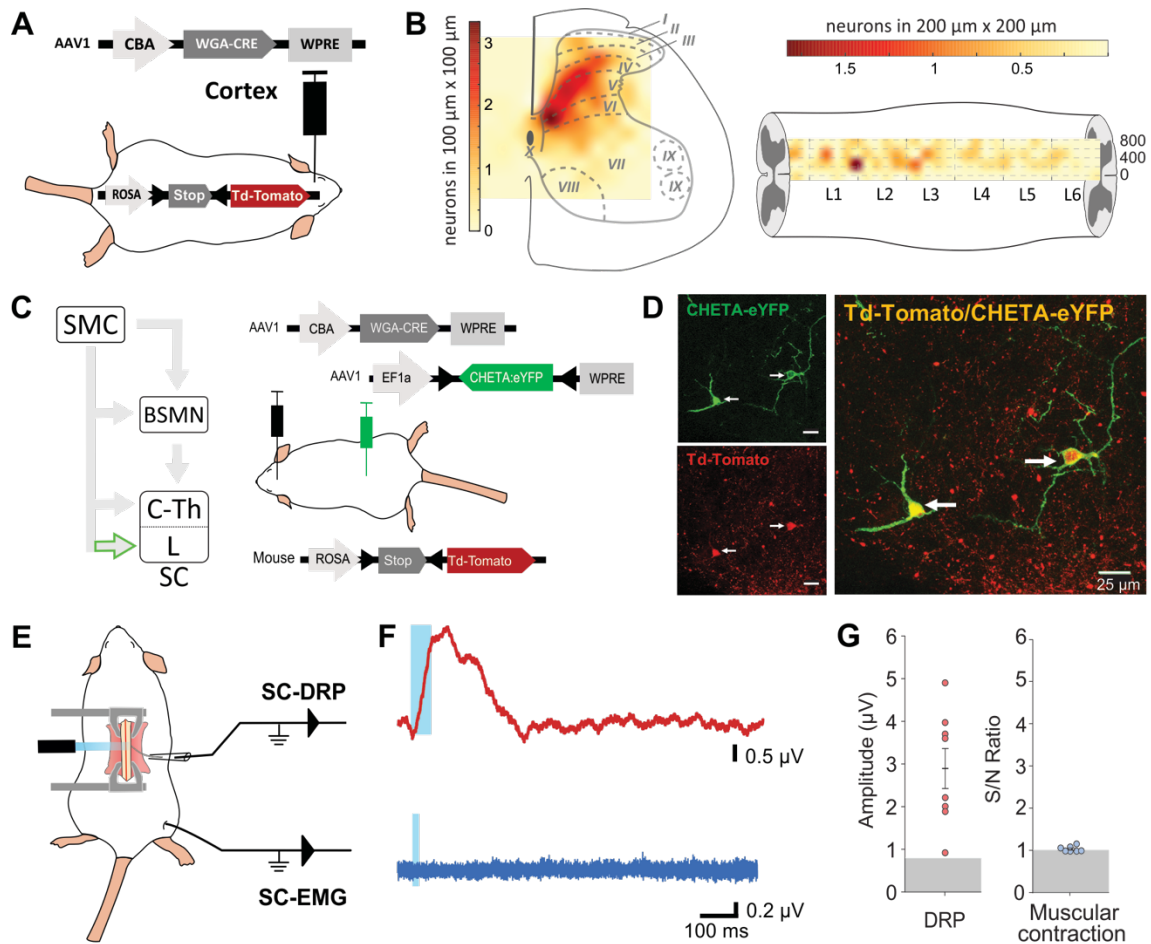 A
AAV1 CBA WGA-CRE WPRE
Cortex
ROSA Stop Td-Tomato
B
neurons in 100 µm x 100 µm
3
2
1
0
I
II
III
IV
V
VI
VII
VIII
IX
IX
X
neurons in 200 µm x 200 µm
1.5 1 0.5
800
400
0
L1 L2 L3 L4 L5 L6
C
SMC
BSMN
C-Th
L
SC
AAV1 CBA WGA-CRE WPRE
AAV1 EF1a CHETA:eYFP WPRE
Mouse ROSA Stop Td-Tomato
D
CHETA-eYFP
Td-Tomato
Td-Tomato/CHETA-eYFP
25 µm
E
SC-DRP
SC-EMG
F
0.5 µV
0.2 µV
100 ms
G
Amplitude (µV)
6
5
4
3
2
1
0
DRP
S/N Ratio
6
5
4
3
2
1
0
Muscular
contraction